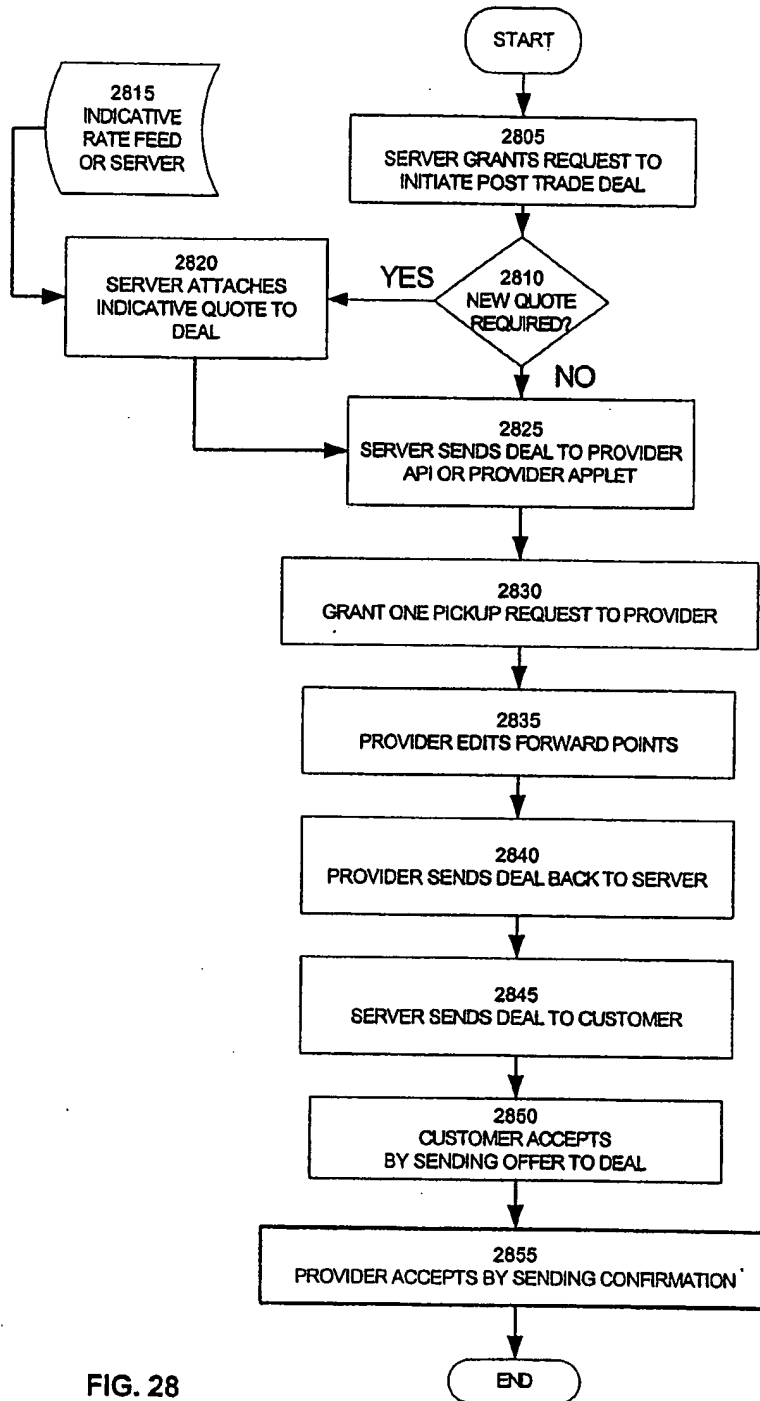 START
2815
INDICATIVE
RATE FEED
OR SERVER
2805
SERVER GRANTS REQUEST TO
INITIATE POST TRADE DEAL
2820
SERVER ATTACHES
INDICATIVE QUOTE TO
DEAL
YES
2810
NEW QUOTE
REQUIRED?
NO
2825
SERVER SENDS DEAL TO PROVIDER
API OR PROVIDER APPLET
2830
GRANT ONE PICKUP REQUEST TO PROVIDER
2835
PROVIDER EDITS FORWARD POINTS
2840
PROVIDER SENDS DEAL BACK TO SERVER
2845
SERVER SENDS DEAL TO CUSTOMER
2850
CUSTOMER ACCEPTS
BY SENDING OFFER TO DEAL
2855
PROVIDER ACCEPTS BY SENDING CONFIRMATION
END
FIG. 28